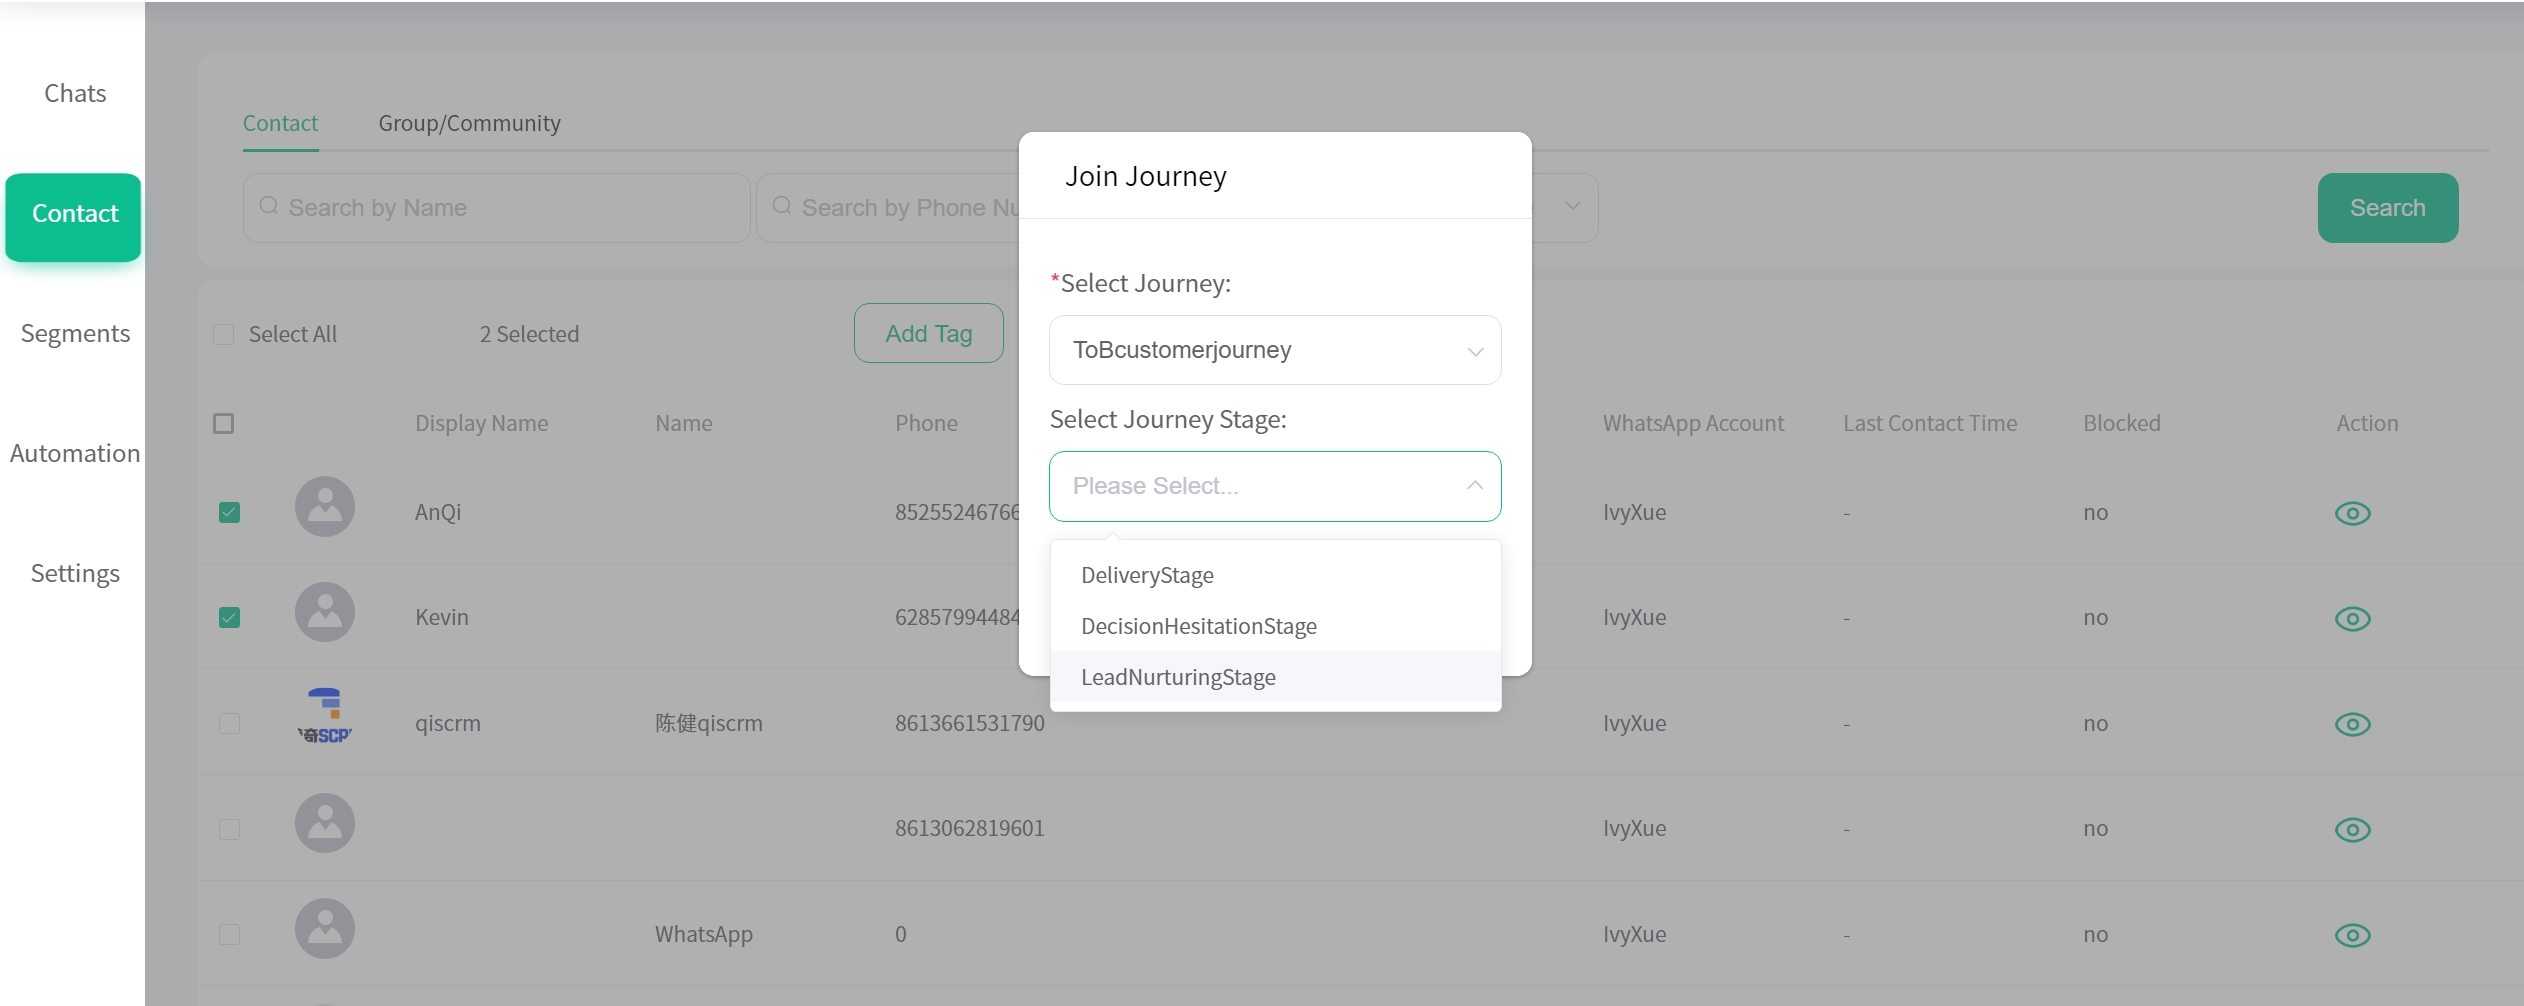 Chats
Contact
Segments
Automation
Settings
Contact Group/Community
Search by Name Search by Phone Nu Search
Select All 2 Selected Add Tag
Display Name Name Phone WhatsApp Account Last Contact Time Blocked Action
AnQi 85255246766 IvyXue - no
Kevin 62857994484 IvyXue - no
奇SCP
qiscrm 陈健qiscrm 8613661531790 IvyXue - no
8613062819601 IvyXue - no
WhatsApp 0 IvyXue - no
Join Journey
*Select Journey:
ToBcustomerjourney
Select Journey Stage:
Please Select...
DeliveryStage
DecisionHesitationStage
LeadNurturingStage